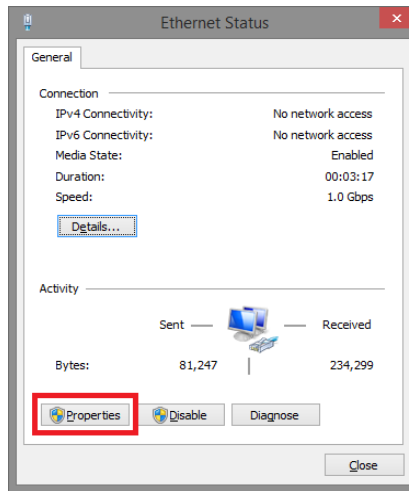 Ethernet Status
General
Connection
IPv4 Connectivity: No network access
IPv6 Connectivity: No network access
Media State: Enabled
Duration: 00:03:17
Speed: 1.0 Gbps
Details...
Activity
Sent Received
Bytes: 81,247 234,299
Properties Disable Diagnose
Close